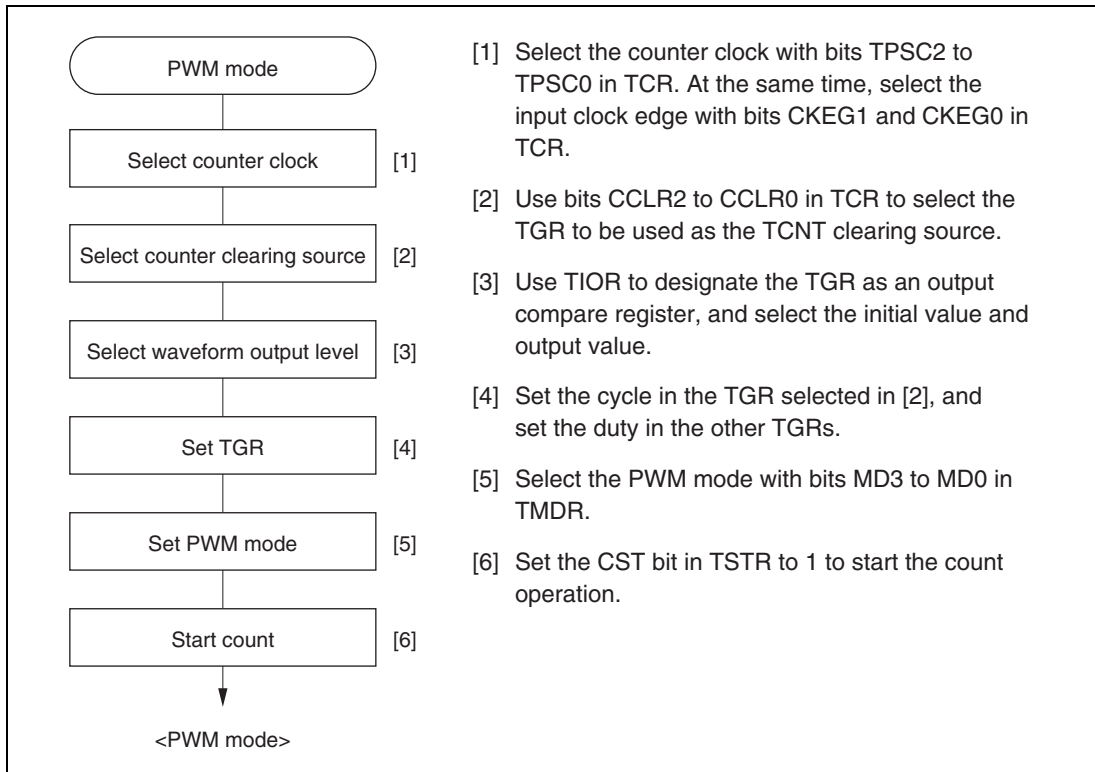 PWM mode
Select counter clock [1]
Select counter clearing source [2]
Select waveform output level [3]
Set TGR [4]
Set PWM mode [5]
Start count [6]
<PWM mode>
[1] Select the counter clock with bits TPSC2 to
TPSC0 in TCR. At the same time, select the
input clock edge with bits CKEG1 and CKEG0 in
TCR.
[2] Use bits CCLR2 to CCLR0 in TCR to select the
TGR to be used as the TCNT clearing source.
[3] Use TIOR to designate the TGR as an output
compare register, and select the initial value and
output value.
[4] Set the cycle in the TGR selected in [2], and
set the duty in the other TGRs.
[5] Select the PWM mode with bits MD3 to MD0 in
TMDR.
[6] Set the CST bit in TSTR to 1 to start the count
operation.